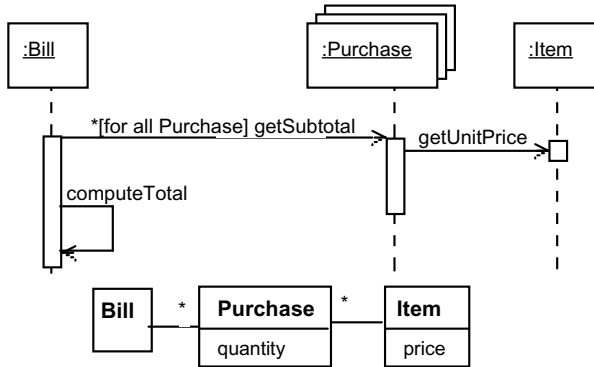 :Bill
:Purchase
:Item
*[for all Purchase] getSubtotal
getUnitPrice
computeTotal
Bill
*
Purchase
*
Item
quantity
price